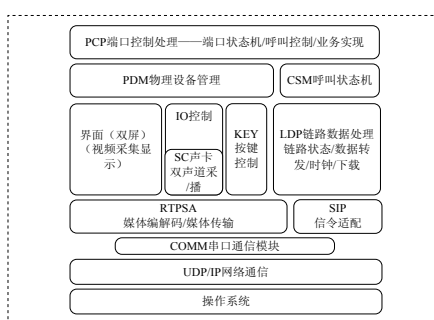 PCP端口控制处理——端口状态机/呼叫控制/业务实现
PDM物理设备管理
CSM呼叫状态机
界面（双屏）
（视频采集显
示）
IO控制
SC声卡
双声道采
/播
KEY
按键
控制
LDP链路数据处理
链路状态/数据转
发/时钟/下载
RTPSA
媒体编解码/媒体传输
SIP
信令适配
COMM串口通信模块
UDP/IP网络通信
操作系统